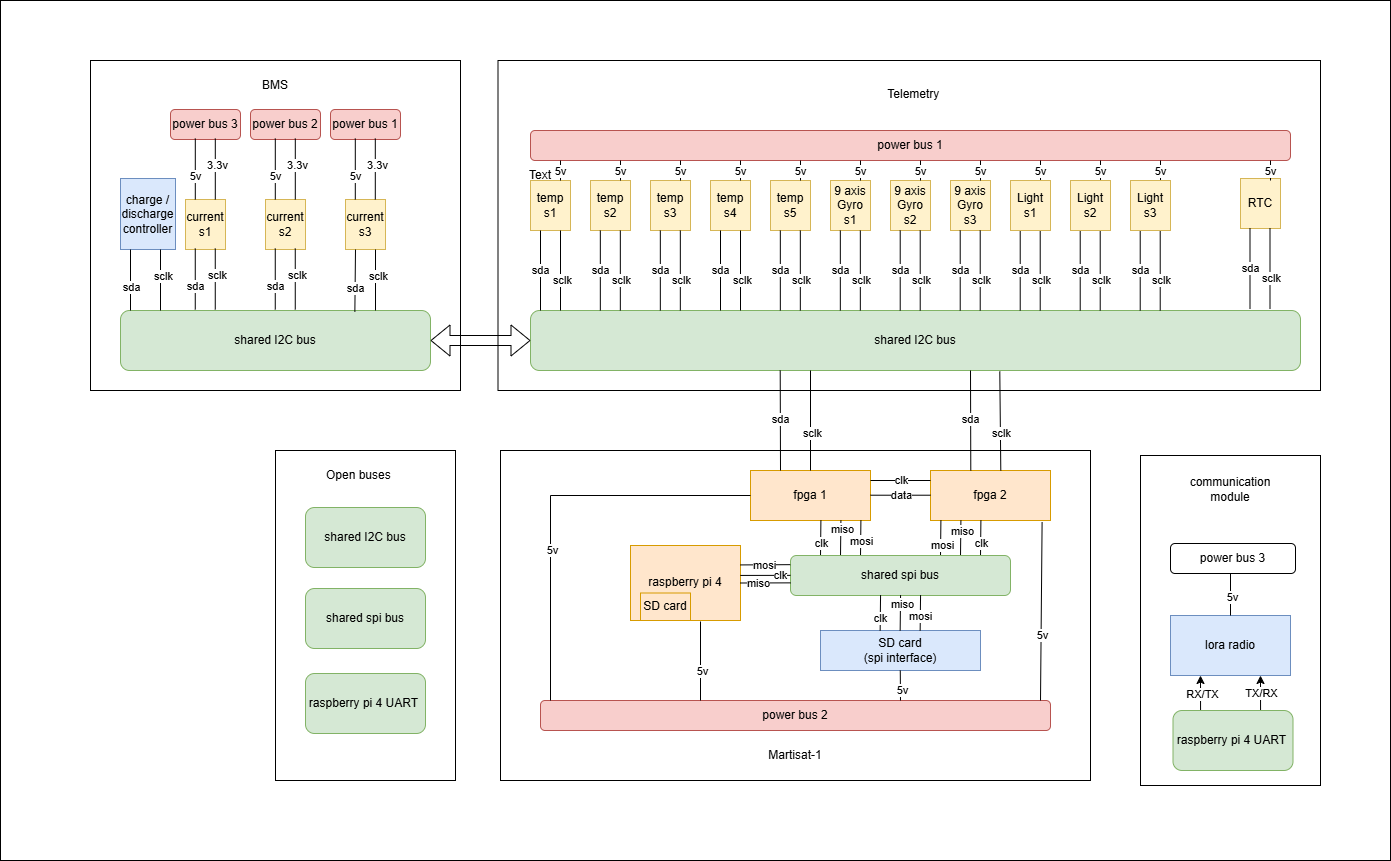 BMS
power bus 3
power bus 2
power bus 1
5v
3.3v
5v
3.3v
5v
3.3v
charge /
discharge
controller
current
s1
current
s2
current
s3
sda
sclk
sda
sclk
sda
sclk
sda
sclk
shared I2C bus
Telemetry
power bus 1
Text
5v
5v
5v
5v
5v
5v
5v
5v
5v
5v
5v
5v
temp
s1
temp
s2
temp
s3
temp
s4
temp
s5
9 axis
Gyro
s1
9 axis
Gyro
s2
9 axis
Gyro
s3
Light
s1
Light
s2
Light
s3
RTC
sda
sclk
sda
sclk
sda
sclk
sda
sclk
sda
sclk
sda
sclk
sda
sclk
sda
sclk
sda
sclk
sda
sclk
sda
sclk
sda
sclk
shared I2C bus
sda
sclk
sda
sclk
Open buses
shared I2C bus
shared spi bus
raspberry pi 4 UART
fpga 1
clk
data
fpga 2
5v
clk
miso
mosi
mosi
miso
clk
raspberry pi 4
SD card
mosi
clk
miso
shared spi bus
clk
miso
mosi
SD card
(spi interface)
5v
5v
5v
power bus 2
Martisat-1
communication
module
power bus 3
5v
lora radio
RX/TX
TX/RX
raspberry pi 4 UART